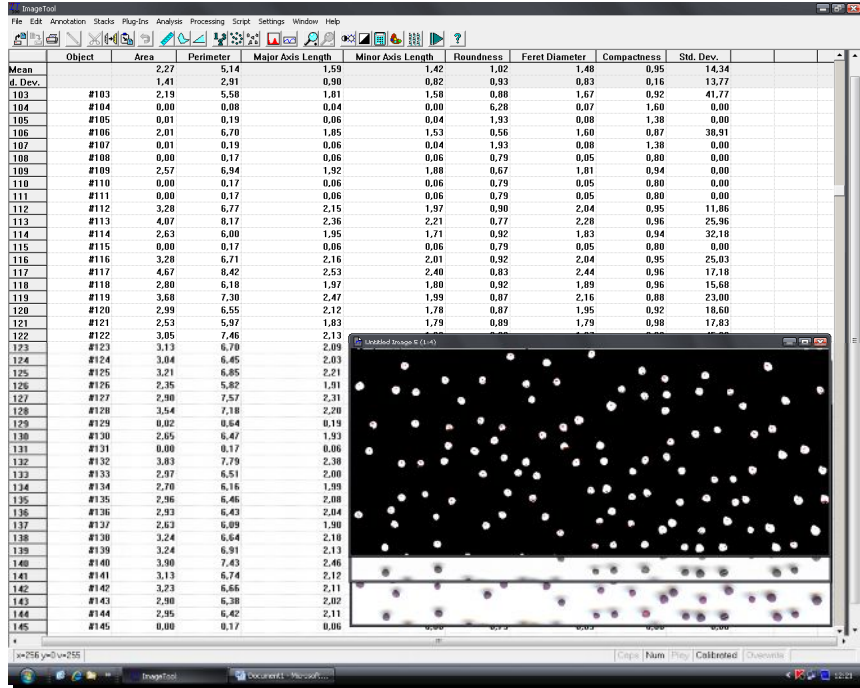 ImageTool
File Edit Annotation Stacks Plug-Ins Analysis Processing Script Settings Window Help
Object Area Perimeter Major Axis Length Minor Axis Length Roundness Feret Diameter Compactness Std. Dev.
Mean 2,27 5,14 1,59 1,42 1,02 1,48 0,95 14,34
d. Dev. 1,41 2,91 0,90 0,82 0,93 0,83 0,16 13,77
103 #103 2,19 5,58 1,81 1,58 0,88 1,67 0,92 41,77
104 #104 0,00 0,08 0,04 0,00 6,28 0,07 1,60 0,00
105 #105 0,01 0,19 0,06 0,04 1,93 0,08 1,38 0,00
106 #106 2,01 6,70 1,85 1,53 0,56 1,60 0,87 38,91
107 #107 0,01 0,19 0,06 0,04 1,93 0,08 1,38 0,00
108 #108 0,00 0,17 0,06 0,06 0,79 0,05 0,80 0,00
109 #109 2,57 6,94 1,92 1,88 0,67 1,81 0,94 0,00
110 #110 0,00 0,17 0,06 0,06 0,79 0,05 0,80 0,00
111 #111 0,00 0,17 0,06 0,06 0,79 0,05 0,80 0,00
112 #112 3,28 6,77 2,15 1,97 0,90 2,04 0,95 11,86
113 #113 4,07 8,17 2,36 2,21 0,77 2,28 0,96 25,96
114 #114 2,63 6,00 1,95 1,71 0,92 1,83 0,94 32,18
115 #115 0,00 0,17 0,06 0,06 0,79 0,05 0,80 0,00
116 #116 3,28 6,71 2,16 2,01 0,92 2,04 0,95 25,03
117 #117 4,67 8,42 2,53 2,40 0,83 2,44 0,96 17,18
118 #118 2,80 6,18 1,97 1,80 0,92 1,89 0,96 15,68
119 #119 3,68 7,30 2,47 1,99 0,87 2,16 0,88 23,00
120 #120 2,99 6,55 2,12 1,78 0,87 1,95 0,92 18,60
121 #121 2,53 5,97 1,83 1,79 0,89 1,79 0,98 17,83
122 #122 3,05 7,46 2,13
Untitled Image 5 (1:4)
123 #123 3,13 6,70 2,09
124 #124 3,04 6,45 2,03
125 #125 3,21 6,85 2,21
126 #126 2,35 5,82 1,91
127 #127 2,90 7,57 2,31
128 #128 3,54 7,18 2,20
129 #129 0,02 0,64 0,19
130 #130 2,65 6,47 1,93
131 #131 0,00 0,17 0,06
132 #132 3,83 7,79 2,38
133 #133 2,97 6,51 2,00
134 #134 2,70 6,16 1,99
135 #135 2,96 6,46 2,08
136 #136 2,93 6,43 2,04
137 #137 2,63 6,09 1,90
138 #138 3,24 6,64 2,10
139 #139 3,24 6,91 2,13
140 #140 3,90 7,43 2,46
141 #141 3,13 6,74 2,12
142 #142 3,23 6,66 2,11
143 #143 2,90 6,38 2,02
144 #144 2,95 6,42 2,11
145 #145 0,00 0,17 0,06
x=256 y=0 v=255 Caps Num Play Calibrated Overwrite
ImageTool Document1 - Microsoft... 12:21